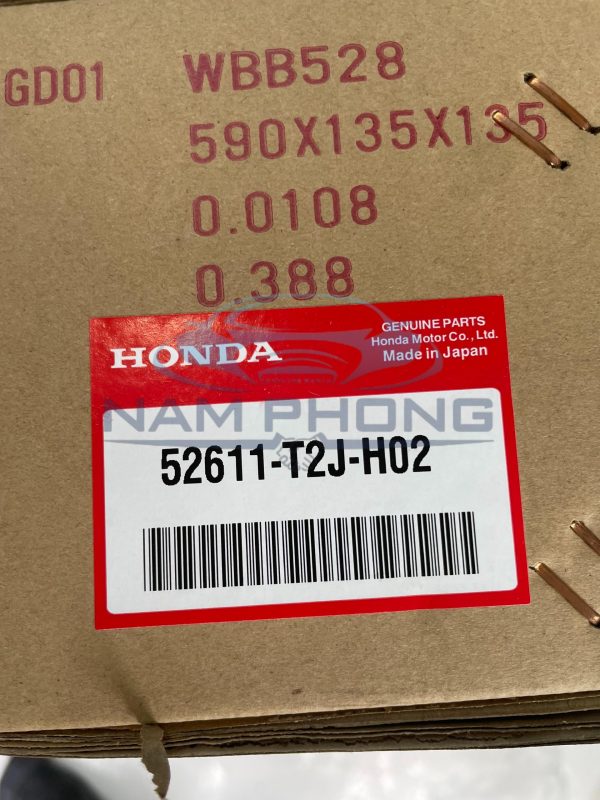 GD01 WBB528
590X135X135
0.0108
0.388
HONDA
GENUINE PARTS
Honda Motor Co., Ltd.
Made in Japan
NAM PHONG
52611-T2J-H02